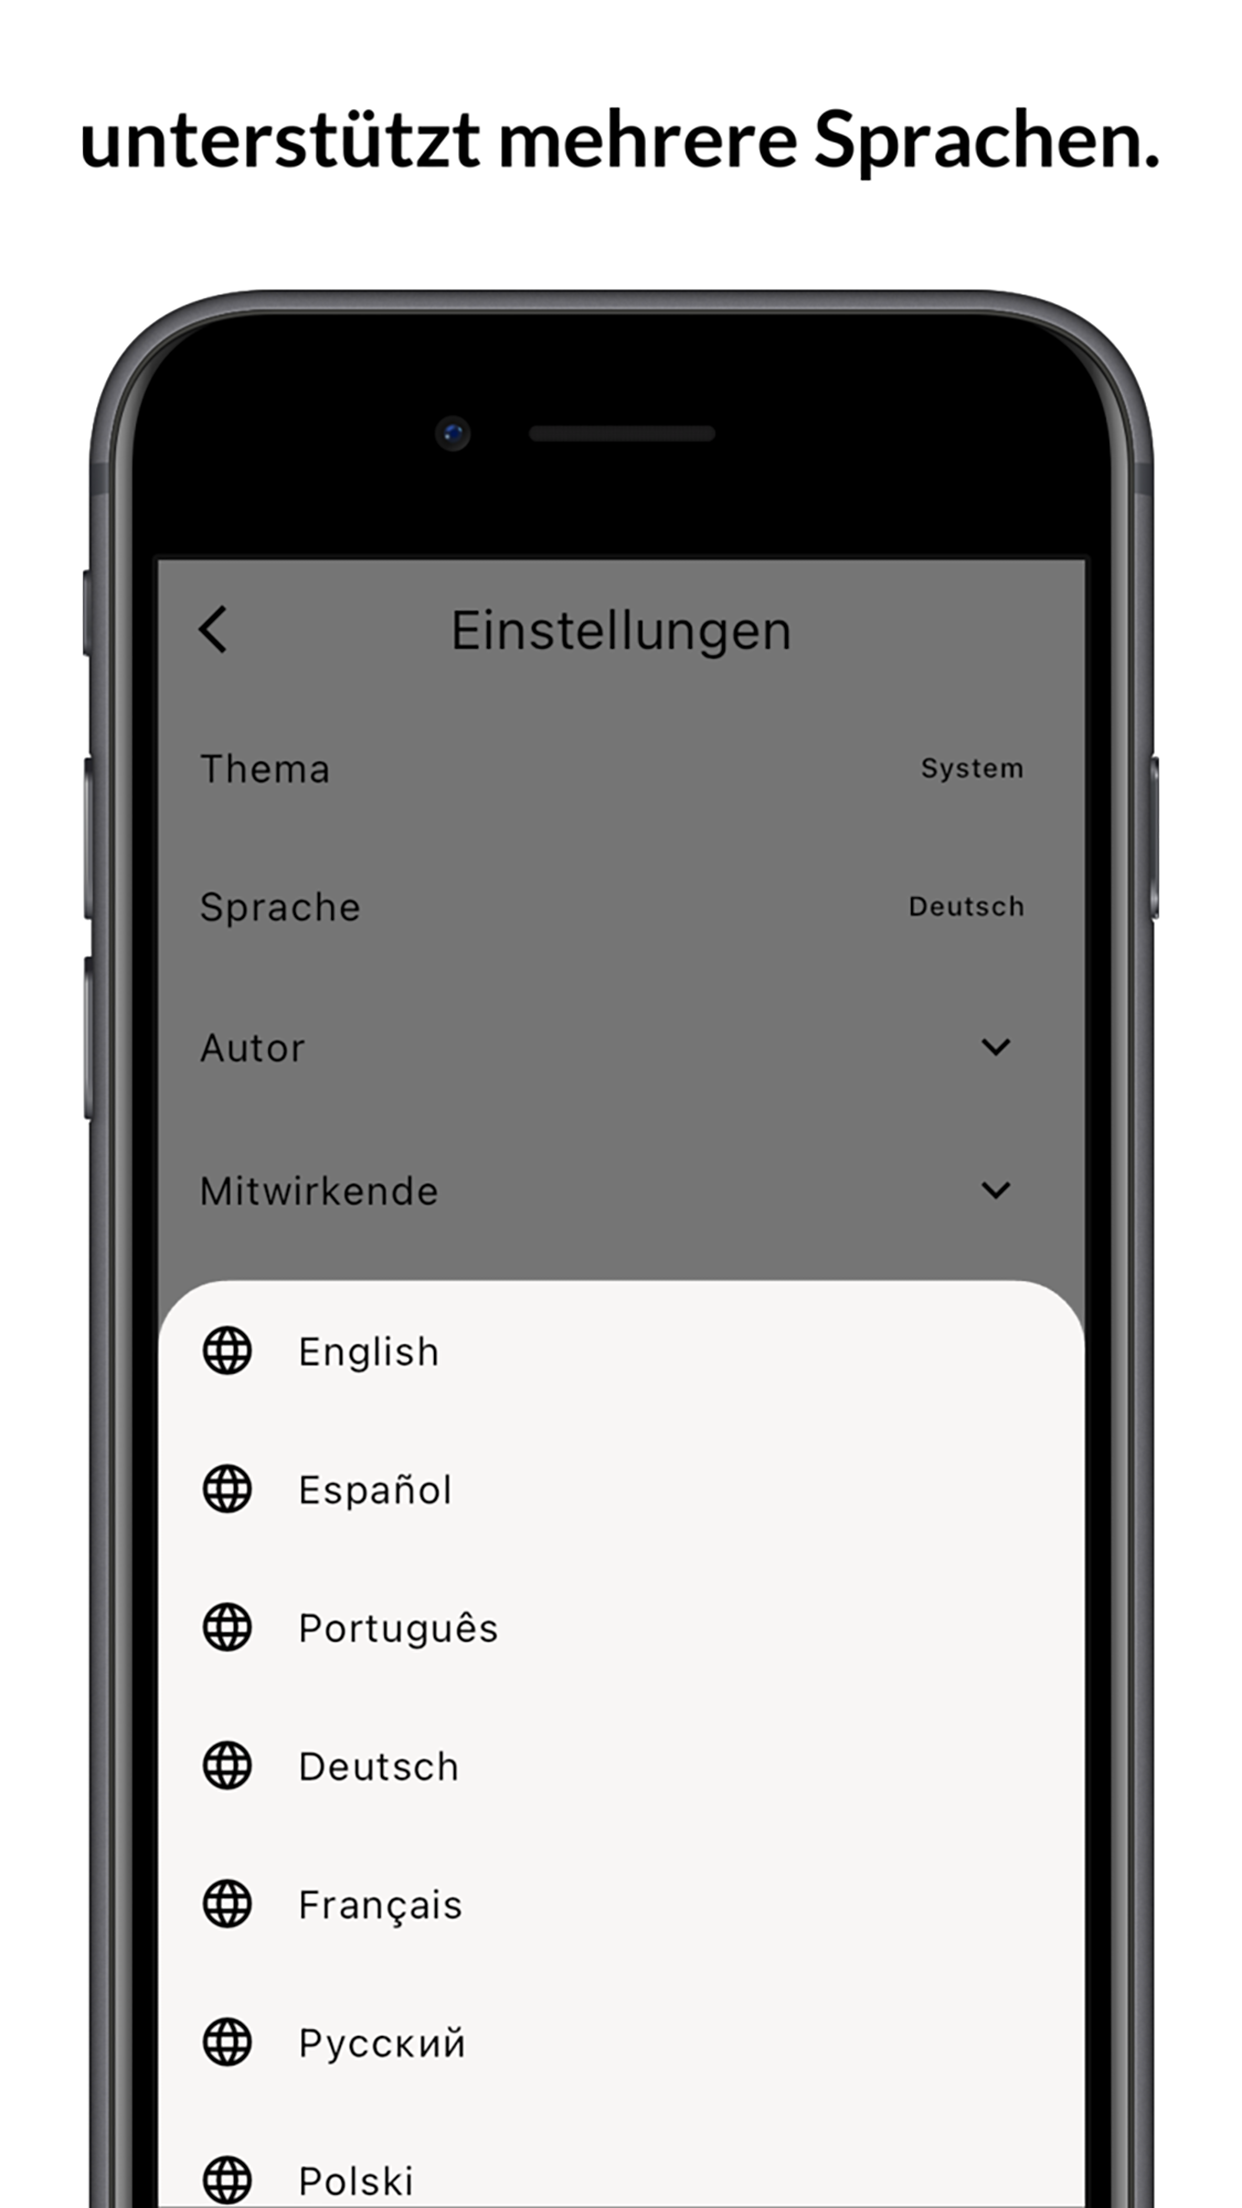 unterstützt mehrere Sprachen.
Einstellungen
Thema System
Sprache Deutsch
Autor
Mitwirkende
English
Español
Português
Deutsch
Français
Русский
Polski